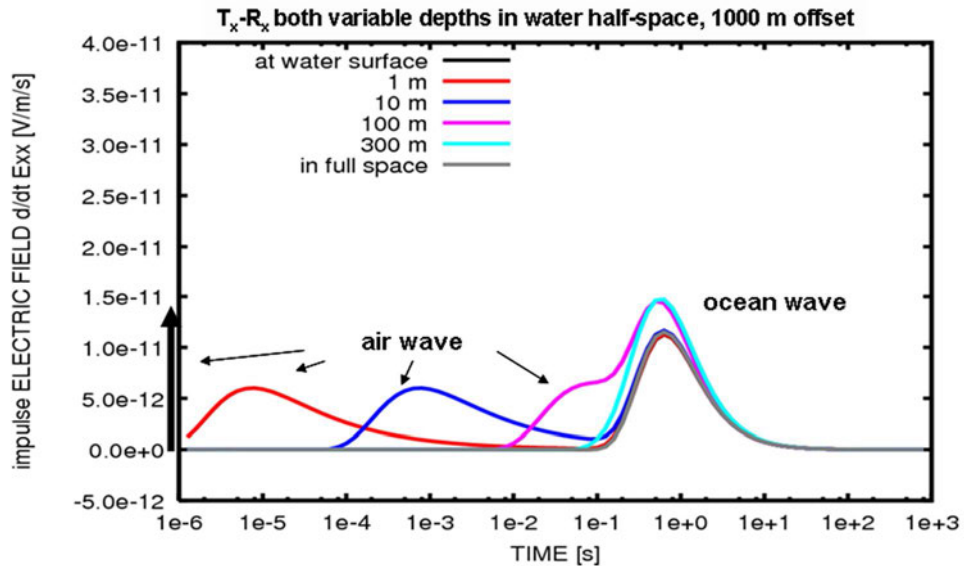 Tx-Rx both variable depths in water half-space, 1000 m offset
impulse ELECTRIC FIELD d/dt Exx [V/m/s]
4.0e-11
3.5e-11
3.0e-11
2.5e-11
2.0e-11
1.5e-11
1.0e-11
5.0e-12
0.0e+0
-5.0e-12
at water surface
1 m
10 m
100 m
300 m
in full space
ocean wave
air wave
1e-6 1e-5 1e-4 1e-3 1e-2 1e-1 1e+0 1e+1 1e+2 1e+3
TIME [s]